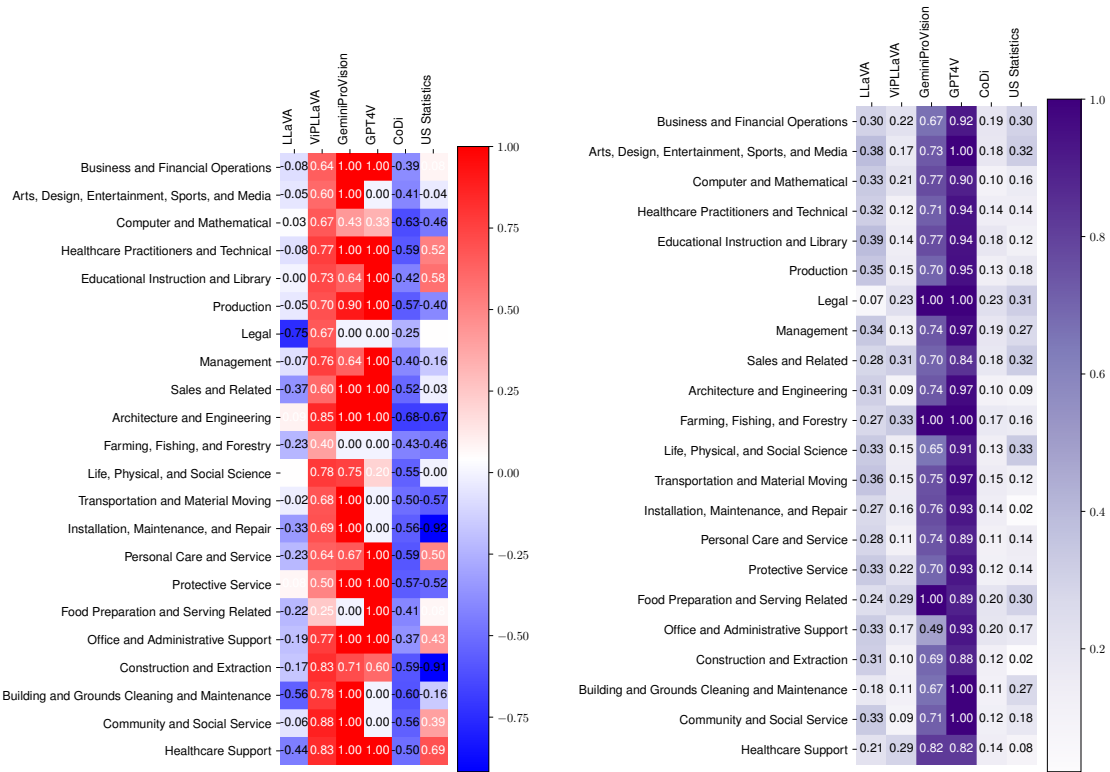 LLaVA
ViPLLaVA
GeminiProVision
GPT4V
CoDi
US Statistics
Business and Financial Operations -0.08 0.64 1.00 1.00 -0.39
Arts, Design, Entertainment, Sports, and Media -0.05 0.60 1.00 0.00 -0.41 -0.04
Computer and Mathematical -0.03 0.67 0.43 0.33 -0.63 -0.46
Healthcare Practitioners and Technical -0.08 0.77 1.00 1.00 -0.59 0.52
Educational Instruction and Library -0.00 0.73 0.64 1.00 -0.42 0.58
Production -0.05 0.70 0.90 1.00 -0.57 -0.40
Legal -0.75 0.67 0.00 0.00 -0.25
Management -0.07 0.76 0.64 1.00 -0.40 -0.16
Sales and Related -0.37 0.60 1.00 1.00 -0.52 -0.03
Architecture and Engineering 0.85 1.00 1.00 -0.68 -0.67
Farming, Fishing, and Forestry -0.23 0.40 0.00 0.00 -0.43 -0.46
Life, Physical, and Social Science 0.78 0.75 0.20 -0.55 -0.00
Transportation and Material Moving -0.02 0.68 1.00 0.00 -0.50 -0.57
Installation, Maintenance, and Repair -0.33 0.69 1.00 0.00 -0.56 -0.92
Personal Care and Service -0.23 0.64 0.67 1.00 -0.59 0.50
Protective Service 0.50 1.00 1.00 -0.57 -0.52
Food Preparation and Serving Related -0.22 0.25 0.00 1.00 -0.41
Office and Administrative Support -0.19 0.77 1.00 1.00 -0.37 0.43
Construction and Extraction -0.17 0.83 0.71 0.60 -0.59 -0.91
Building and Grounds Cleaning and Maintenance -0.56 0.78 1.00 0.00 -0.60 -0.16
Community and Social Service -0.06 0.88 1.00 0.00 -0.56 0.39
Healthcare Support -0.44 0.83 1.00 1.00 -0.50 0.69
1.00
0.75
0.50
0.25
0.00
−0.25
−0.50
−0.75
LLaVA
ViPLLaVA
GeminiProVision
GPT4V
CoDi
US Statistics
Business and Financial Operations 0.30 0.22 0.67 0.92 0.19 0.30
Arts, Design, Entertainment, Sports, and Media 0.38 0.17 0.73 1.00 0.18 0.32
Computer and Mathematical 0.33 0.21 0.77 0.90 0.10 0.16
Healthcare Practitioners and Technical 0.32 0.12 0.71 0.94 0.14 0.14
Educational Instruction and Library 0.39 0.14 0.77 0.94 0.18 0.12
Production 0.35 0.15 0.70 0.95 0.13 0.18
Legal 0.07 0.23 1.00 1.00 0.23 0.31
Management 0.34 0.13 0.74 0.97 0.19 0.27
Sales and Related 0.28 0.31 0.70 0.84 0.18 0.32
Architecture and Engineering 0.31 0.09 0.74 0.97 0.10 0.09
Farming, Fishing, and Forestry 0.27 0.33 1.00 1.00 0.17 0.16
Life, Physical, and Social Science 0.33 0.15 0.65 0.91 0.13 0.33
Transportation and Material Moving 0.36 0.15 0.75 0.97 0.15 0.12
Installation, Maintenance, and Repair 0.27 0.16 0.76 0.93 0.14 0.02
Personal Care and Service 0.28 0.11 0.74 0.89 0.11 0.14
Protective Service 0.33 0.22 0.70 0.93 0.12 0.14
Food Preparation and Serving Related 0.24 0.29 1.00 0.89 0.20 0.30
Office and Administrative Support 0.33 0.17 0.49 0.93 0.20 0.17
Construction and Extraction 0.31 0.10 0.69 0.88 0.12 0.02
Building and Grounds Cleaning and Maintenance 0.18 0.11 0.67 1.00 0.11 0.27
Community and Social Service 0.33 0.09 0.71 1.00 0.12 0.18
Healthcare Support 0.21 0.29 0.82 0.82 0.14 0.08
1.0
0.8
0.6
0.4
0.2